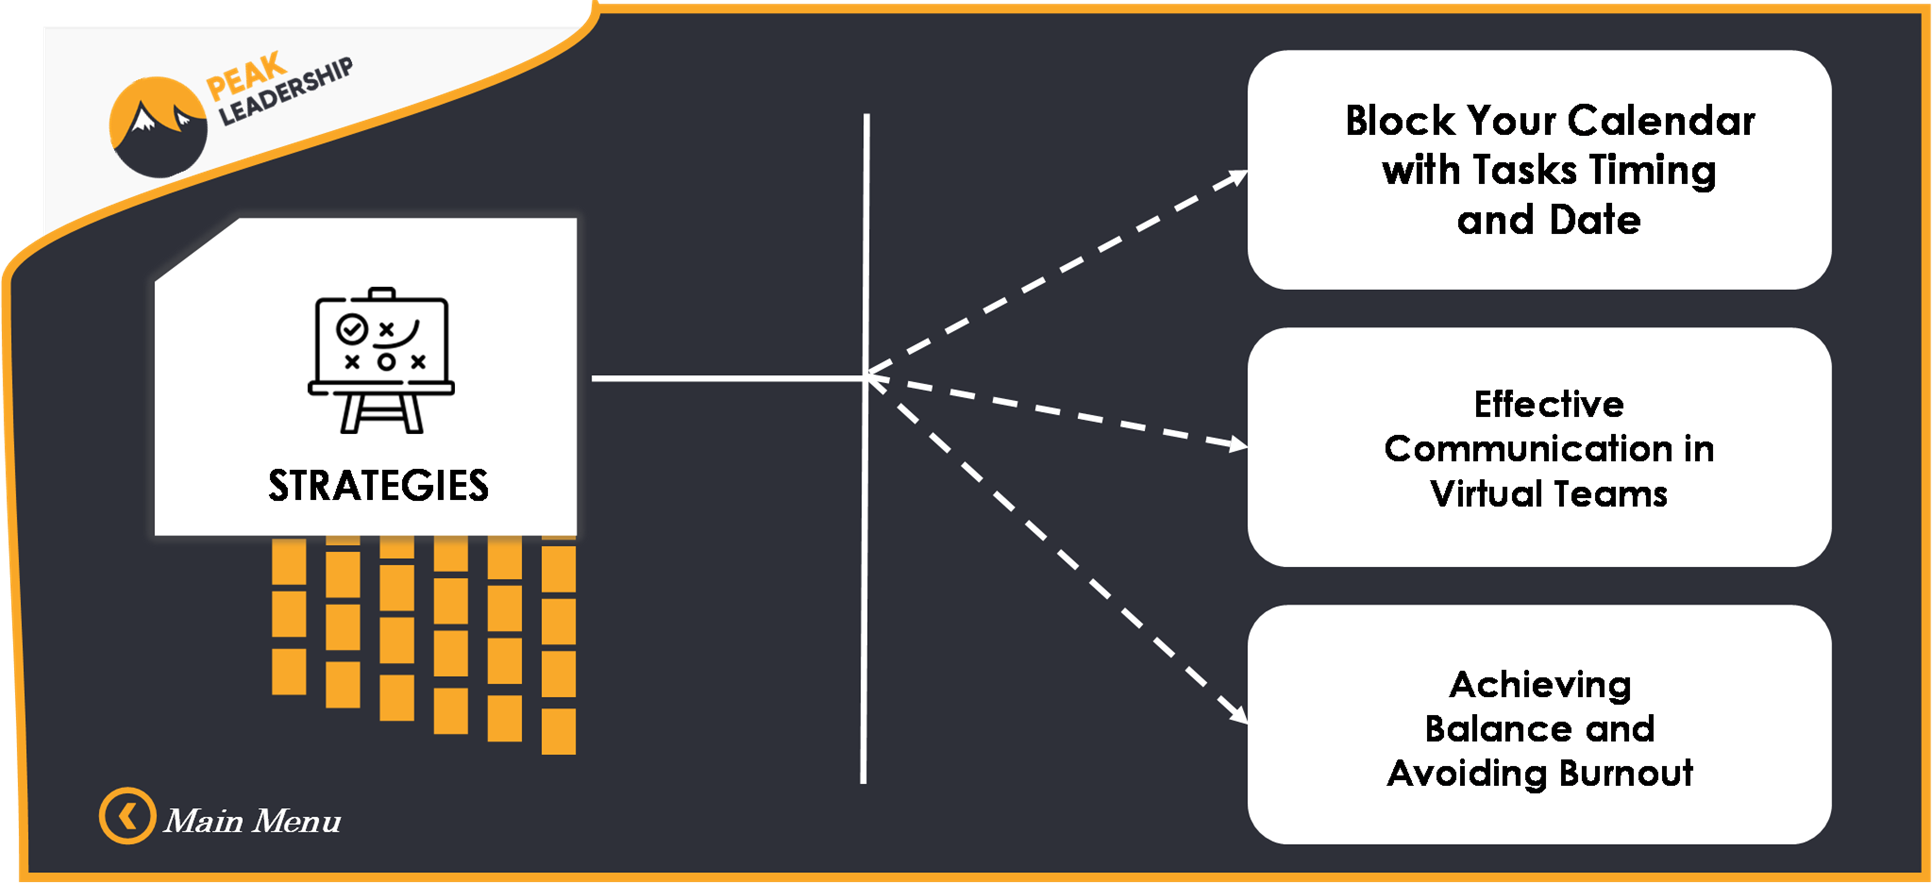 PEAK
LEADERSHIP
STRATEGIES
Block Your Calendar
with Tasks Timing
and Date
Effective
Communication in
Virtual Teams
Achieving
Balance and
Avoiding Burnout
Main Menu